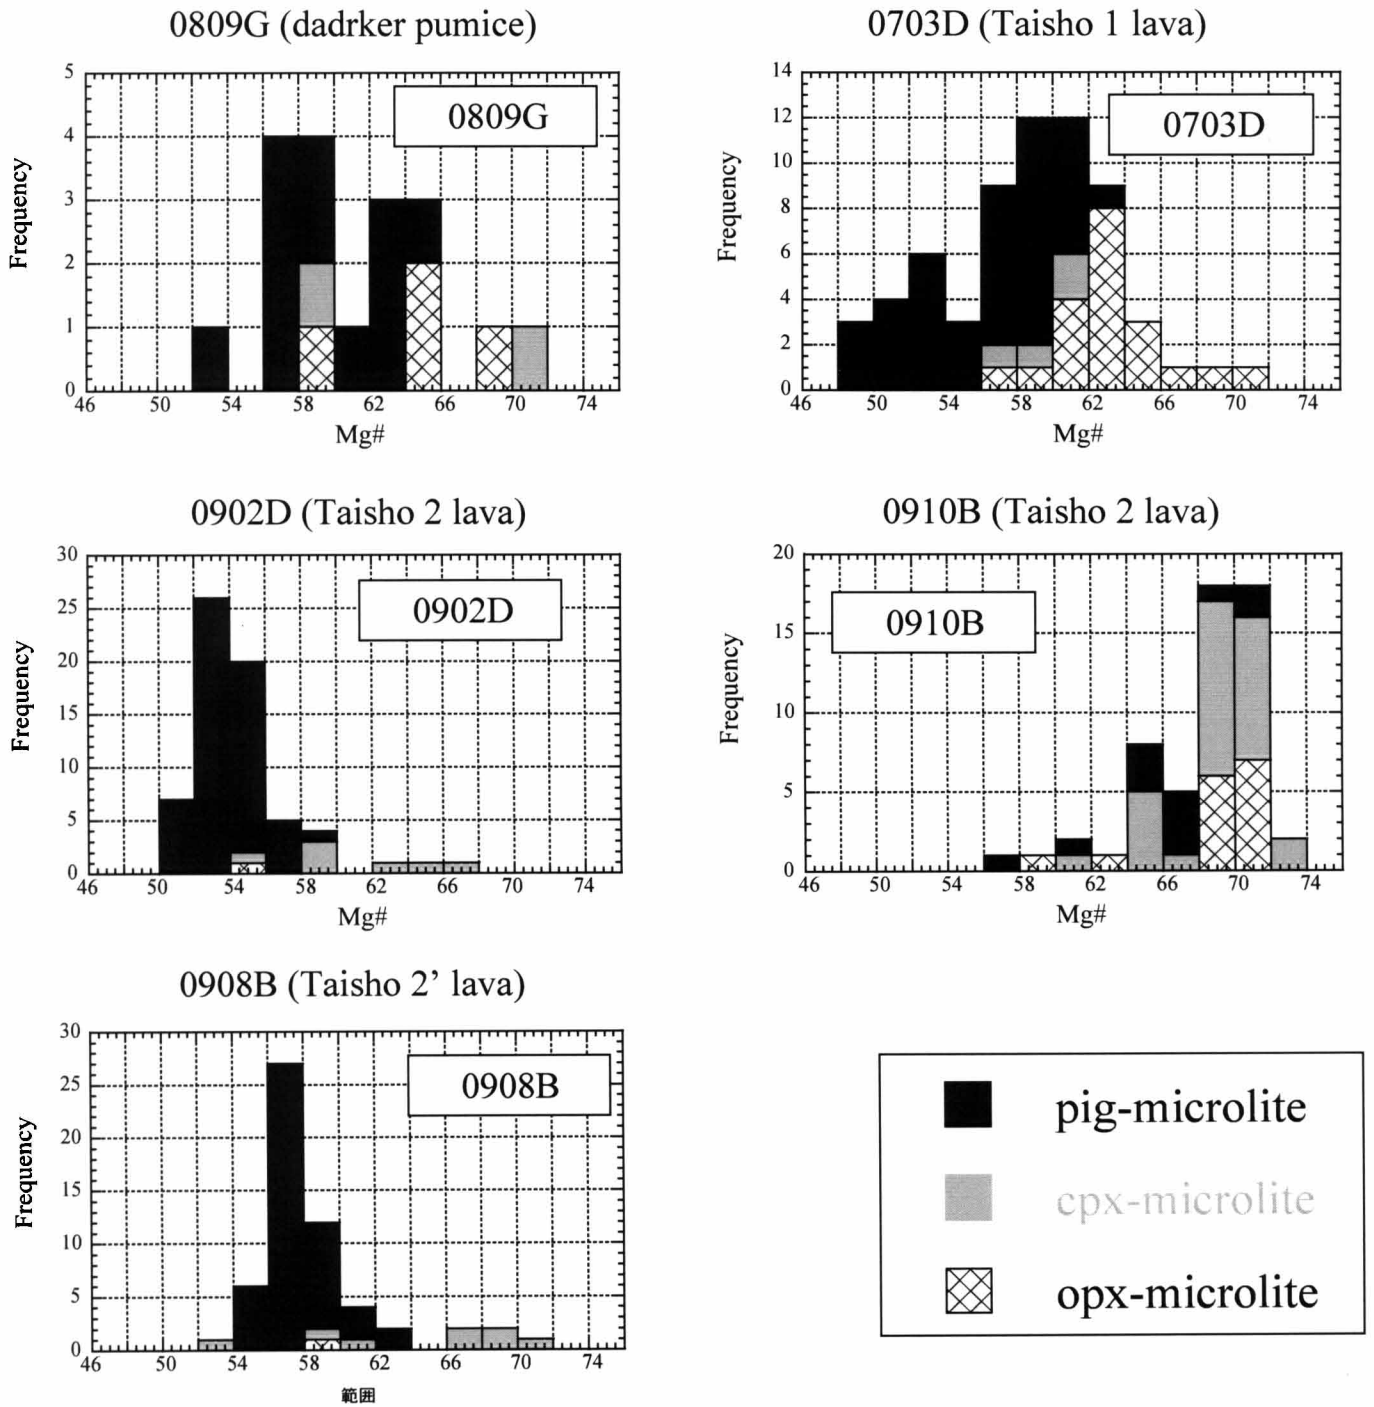 0809G (dadrker pumice)
5
4
3
2
1
0
Frequency
0809G
46 50 54 58 62 66 70 74
Mg#
0703D (Taisho 1 lava)
14
12
10
8
6
4
2
0
Frequency
0703D
46 50 54 58 62 66 70 74
Mg#
0902D (Taisho 2 lava)
30
25
20
15
10
5
0
Frequency
0902D
46 50 54 58 62 66 70 74
Mg#
0910B (Taisho 2 lava)
20
15
10
5
0
Frequency
0910B
46 50 54 58 62 66 70 74
Mg#
0908B (Taisho 2’ lava)
30
25
20
15
10
5
0
Frequency
0908B
46 50 54 58 62 66 70 74
範囲
pig-microlite
cpx-microlite
opx-microlite